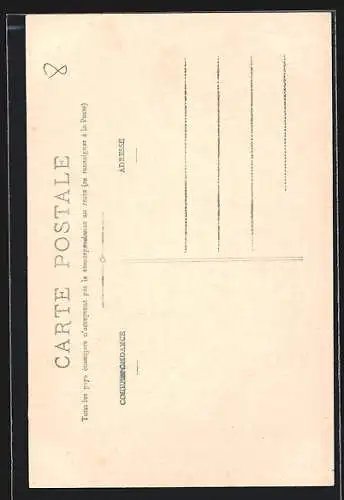 CARTE POSTALE
Tous les pays étrangers n'acceptent pas la correspondance au recto (se renseigner à la Poste)
CORRESPONDANCE
ADRESSE
8